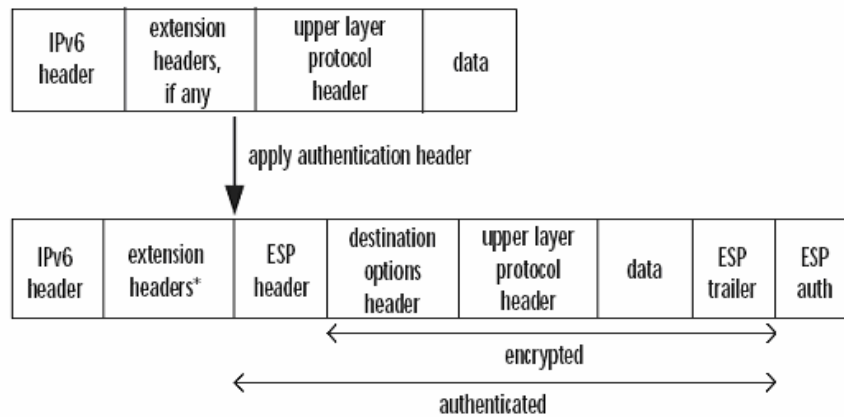 IPv6
header
extension
headers,
if any
upper layer
protocol
header
data
apply authentication header
IPv6
header
extension
headers*
ESP
header
destination
options
header
upper layer
protocol
header
data
ESP
trailer
ESP
auth
encrypted
authenticated